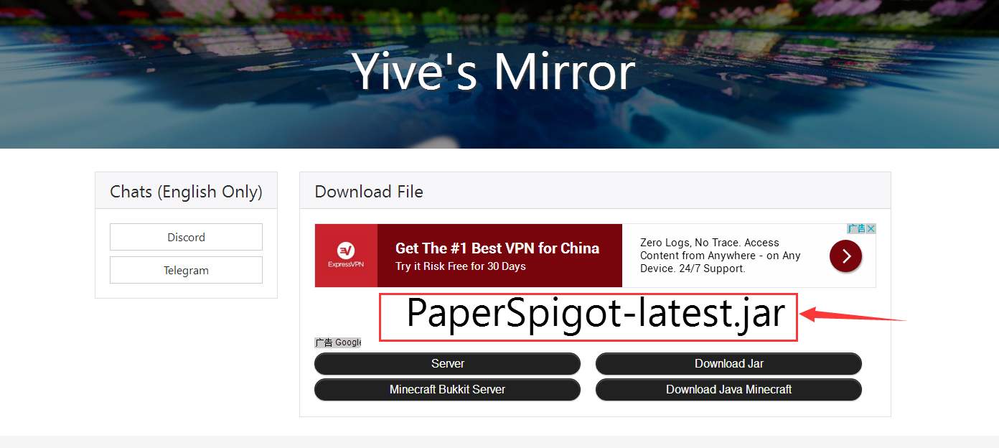 Yive's Mirror
Chats (English Only)
Discord
Telegram
Download File
ExpressVPN
Get The #1 Best VPN for China
Try it Risk Free for 30 Days
Zero Logs, No Trace. Access
Content from Anywhere - on Any
Device. 24/7 Support.
广告
PaperSpigot-latest.jar
广告 Google
Server
Download Jar
Minecraft Bukkit Server
Download Java Minecraft